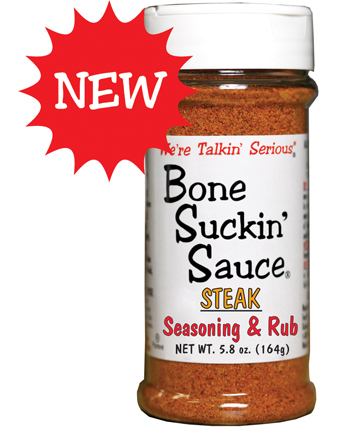 NEW
We're Talkin' Serious®
Bone
Suckin'
Sauce®
STEAK
Seasoning & Rub
NET WT. 5.8 oz. (164g)